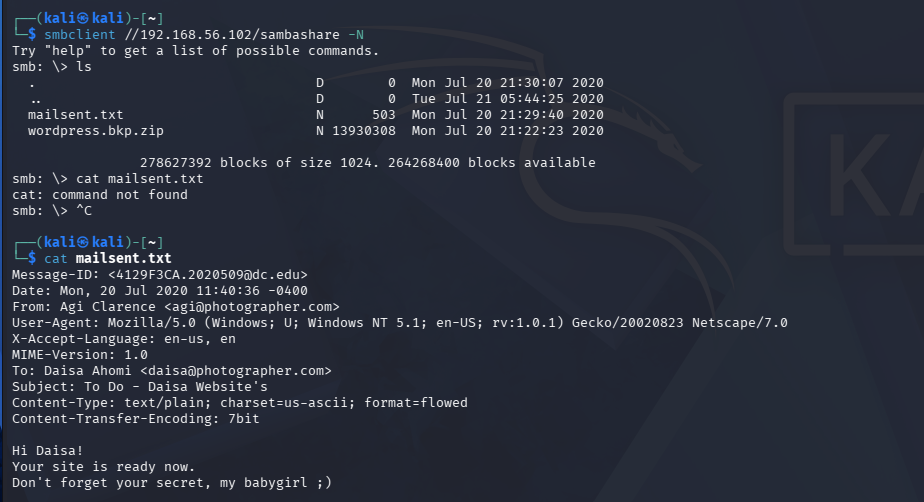 ┌──(kali㉿kali)-[~]
└─$ smbclient //192.168.56.102/sambashare -N
Try "help" to get a list of possible commands.
smb: \> ls
  .                                   D        0  Mon Jul 20 21:30:07 2020
  ..                                  D        0  Tue Jul 21 05:44:25 2020
  mailsent.txt                        N      503  Mon Jul 20 21:29:40 2020
  wordpress.bkp.zip                   N 13930308  Mon Jul 20 21:22:23 2020

                278627392 blocks of size 1024. 264268400 blocks available
smb: \> cat mailsent.txt
cat: command not found
smb: \> ^C

┌──(kali㉿kali)-[~]
└─$ cat mailsent.txt
Message-ID: <4129F3CA.2020509@dc.edu>
Date: Mon, 20 Jul 2020 11:40:36 -0400
From: Agi Clarence <agi@photographer.com>
User-Agent: Mozilla/5.0 (Windows; U; Windows NT 5.1; en-US; rv:1.0.1) Gecko/20020823 Netscape/7.0
X-Accept-Language: en-us, en
MIME-Version: 1.0
To: Daisa Ahomi <daisa@photographer.com>
Subject: To Do - Daisa Website's
Content-Type: text/plain; charset=us-ascii; format=flowed
Content-Transfer-Encoding: 7bit

Hi Daisa!
Your site is ready now.
Don't forget your secret, my babygirl ;)
KA